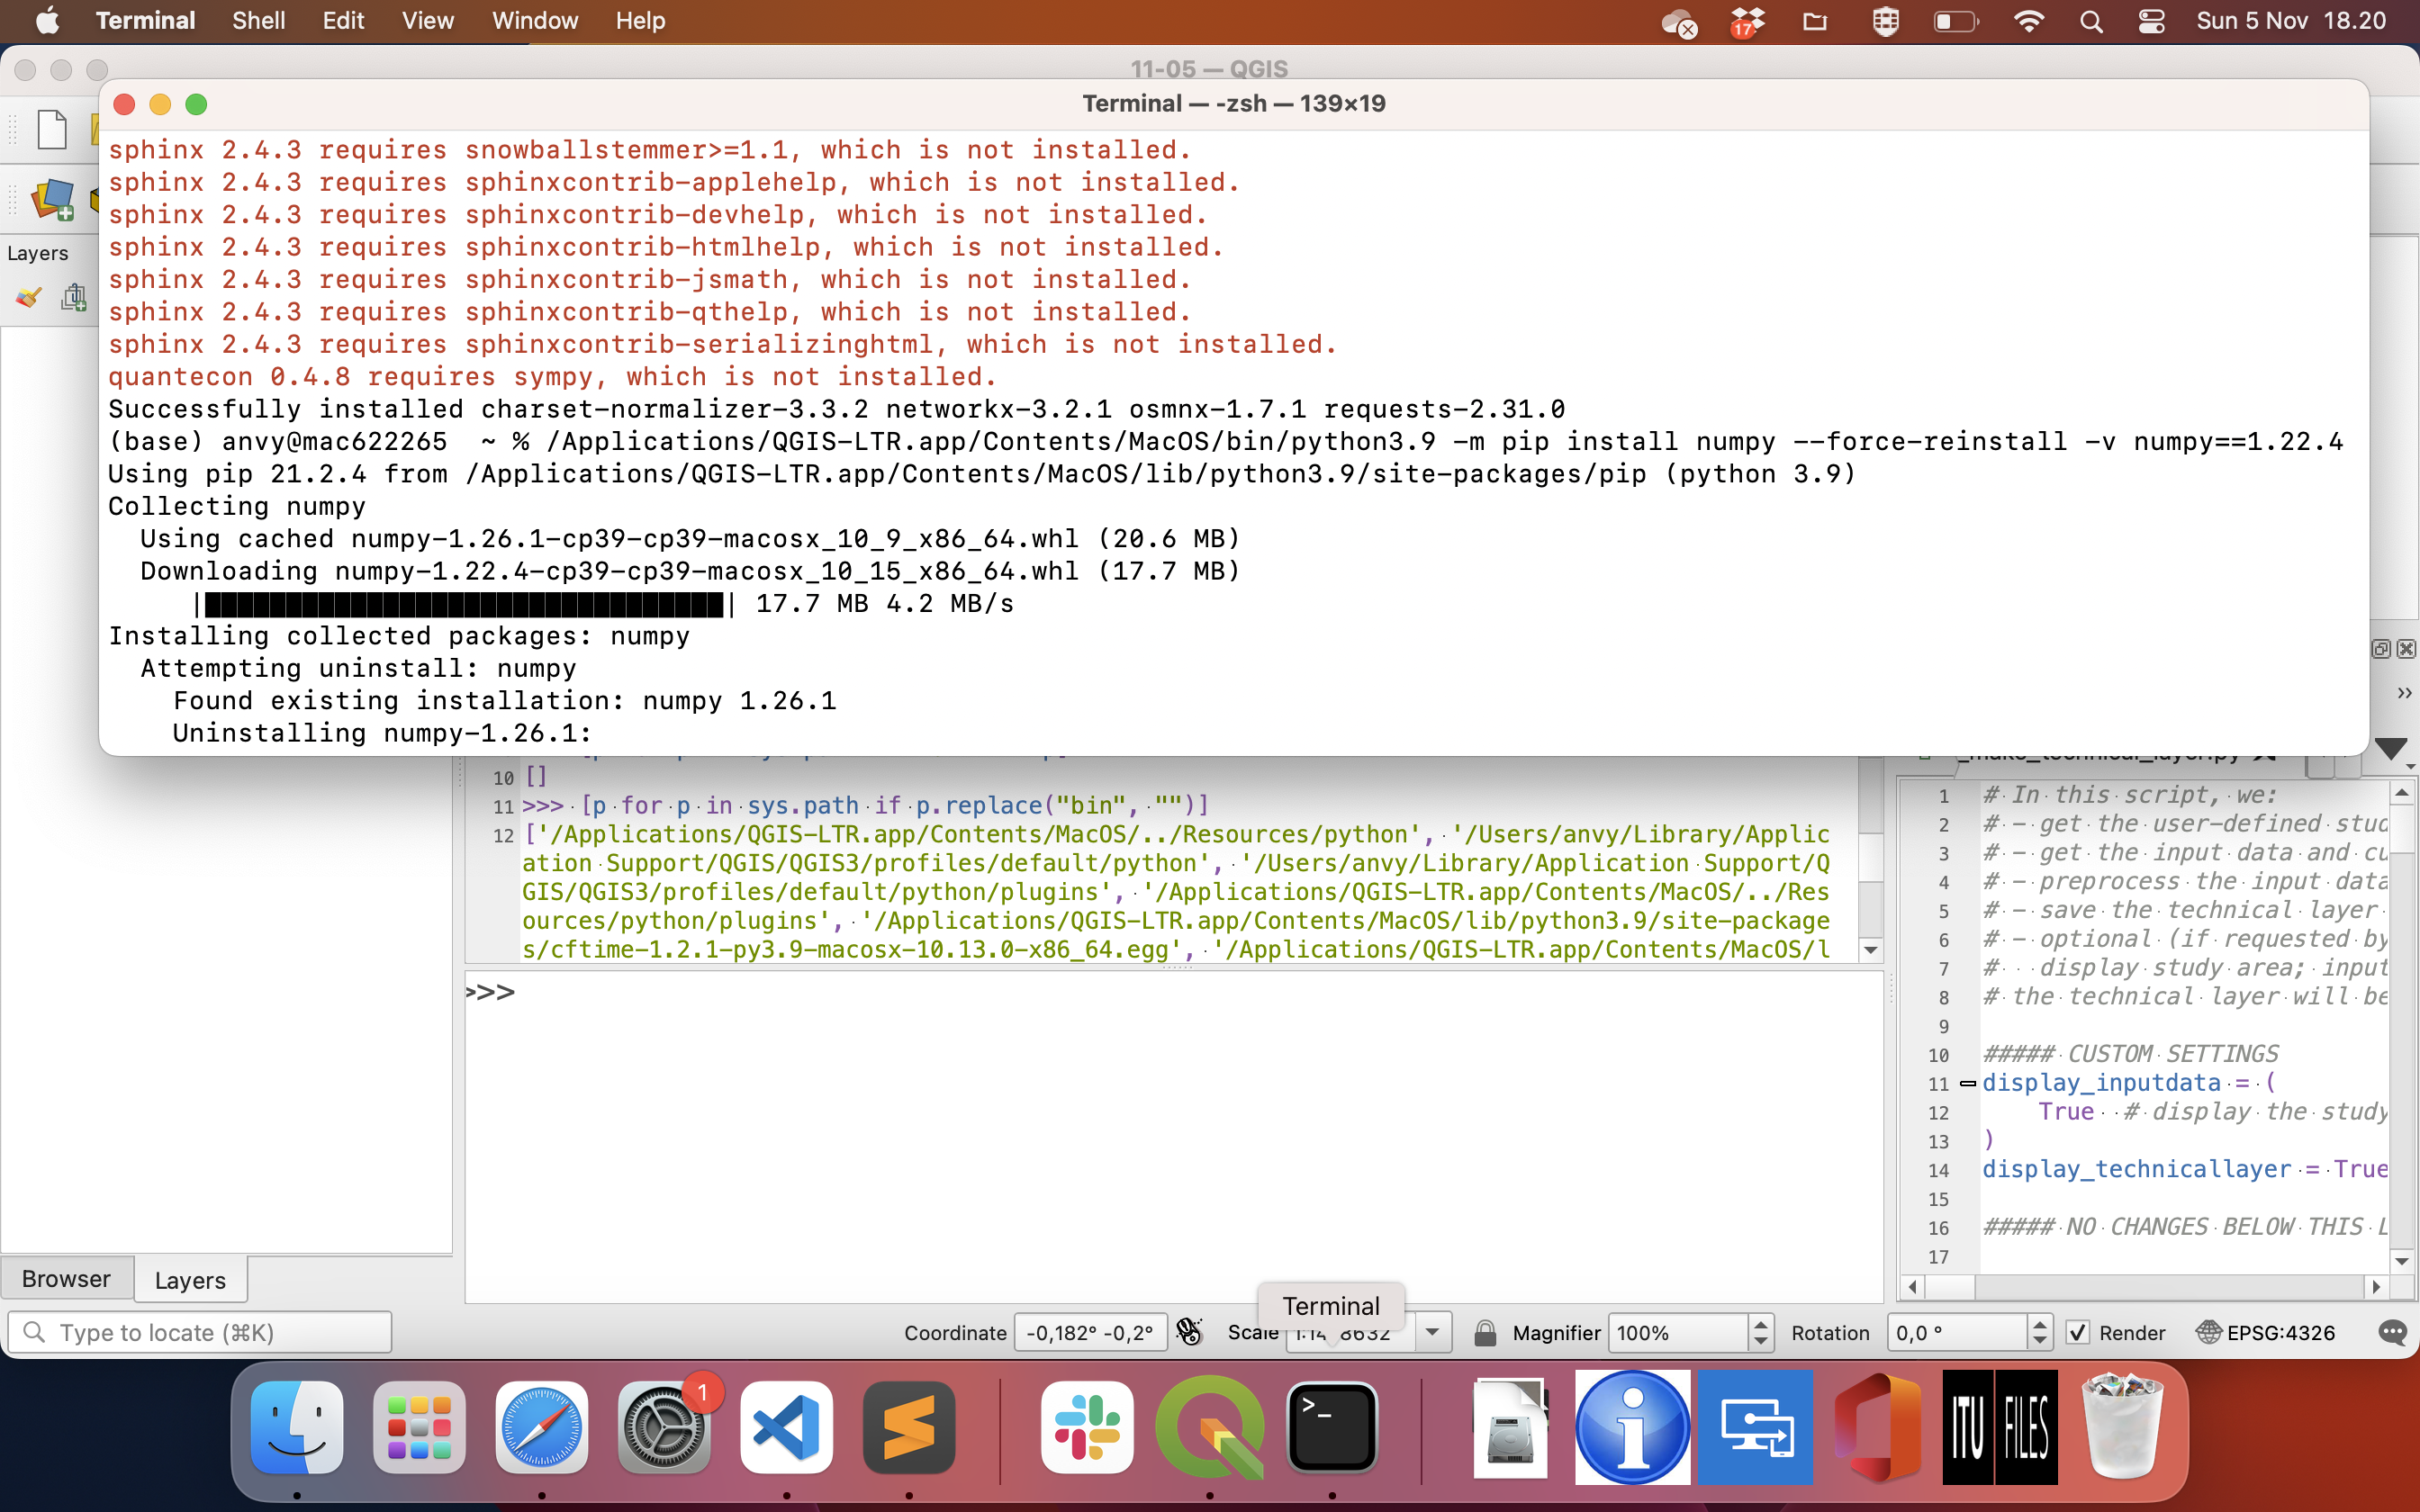 Terminal Shell Edit View Window Help
17
Sun 5 Nov 18.20
11-05 — QGIS
Terminal — -zsh — 139×19
sphinx 2.4.3 requires snowballstemmer>=1.1, which is not installed.
sphinx 2.4.3 requires sphinxcontrib-applehelp, which is not installed.
sphinx 2.4.3 requires sphinxcontrib-devhelp, which is not installed.
sphinx 2.4.3 requires sphinxcontrib-htmlhelp, which is not installed.
sphinx 2.4.3 requires sphinxcontrib-jsmath, which is not installed.
sphinx 2.4.3 requires sphinxcontrib-qthelp, which is not installed.
sphinx 2.4.3 requires sphinxcontrib-serializinghtml, which is not installed.
quantecon 0.4.8 requires sympy, which is not installed.
Successfully installed charset-normalizer-3.3.2 networkx-3.2.1 osmnx-1.7.1 requests-2.31.0
(base) anvy@mac622265 ~ % /Applications/QGIS-LTR.app/Contents/MacOS/bin/python3.9 -m pip install numpy --force-reinstall -v numpy==1.22.4
Using pip 21.2.4 from /Applications/QGIS-LTR.app/Contents/MacOS/lib/python3.9/site-packages/pip (python 3.9)
Collecting numpy
Using cached numpy-1.26.1-cp39-cp39-macosx_10_9_x86_64.whl (20.6 MB)
Downloading numpy-1.22.4-cp39-cp39-macosx_10_15_x86_64.whl (17.7 MB)
17.7 MB 4.2 MB/s
Installing collected packages: numpy
Attempting uninstall: numpy
Found existing installation: numpy 1.26.1
Uninstalling numpy-1.26.1:
Layers
10 []
11 >>> [p for p in sys.path if p.replace("bin", "")]
12 ['/Applications/QGIS-LTR.app/Contents/MacOS/../Resources/python', '/Users/anvy/Library/Applic
ation Support/QGIS/QGIS3/profiles/default/python', '/Users/anvy/Library/Application Support/Q
GIS/QGIS3/profiles/default/python/plugins', '/Applications/QGIS-LTR.app/Contents/MacOS/../Res
ources/python/plugins', '/Applications/QGIS-LTR.app/Contents/MacOS/lib/python3.9/site-package
s/cftime-1.2.1-py3.9-macosx-10.13.0-x86_64.egg', '/Applications/QGIS-LTR.app/Contents/MacOS/l
>>>
1 # In this script, we:
2 # - get the user-defined stud
3 # - get the input data and cu
4 # - preprocess the input data
5 # - save the technical layer
6 # - optional (if requested by
7 # display study area; input
8 # the technical layer will be
9
10 ##### CUSTOM SETTINGS
11 display_inputdata = (
12 True # display the study
13 )
14 display_technicallayer = True
15
16 ##### NO CHANGES BELOW THIS L
17
Browser Layers
Type to locate (⌘K)
Coordinate -0,182° -0,2° Scale Magnifier 100% Rotation 0,0 ° Render EPSG:4326
Terminal
1
ITU FILES